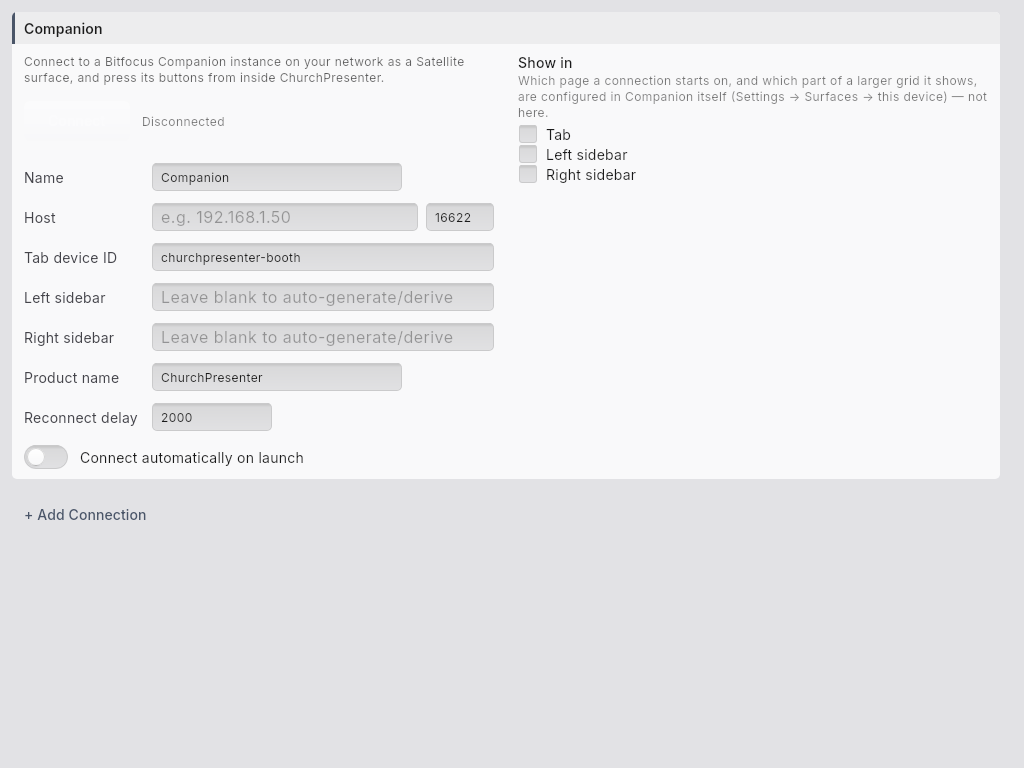 Companion
Connect to a Bitfocus Companion instance on your network as a Satellite
surface, and press its buttons from inside ChurchPresenter.
Disconnected
Name
Companion
Host
e.g. 192.168.1.50
16622
Tab device ID
churchpresenter-booth
Left sidebar
Leave blank to auto-generate/derive
Right sidebar
Leave blank to auto-generate/derive
Product name
ChurchPresenter
Reconnect delay
2000
Connect automatically on launch
Show in
Which page a connection starts on, and which part of a larger grid it shows,
are configured in Companion itself (Settings → Surfaces → this device) — not
here.
Tab
Left sidebar
Right sidebar
+ Add Connection